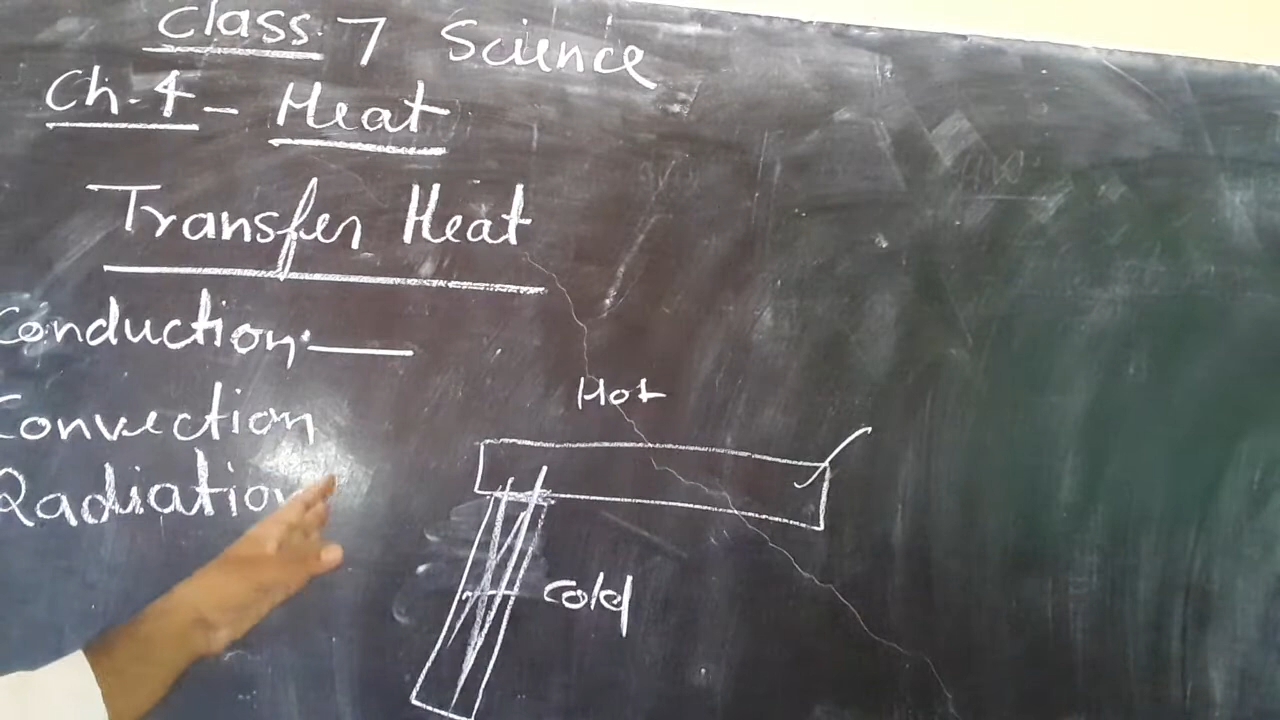 Class 7 Science
Ch. 4 - Heat
Transfer Heat
Conduction:
Convection
Radiation
Hot
Cold